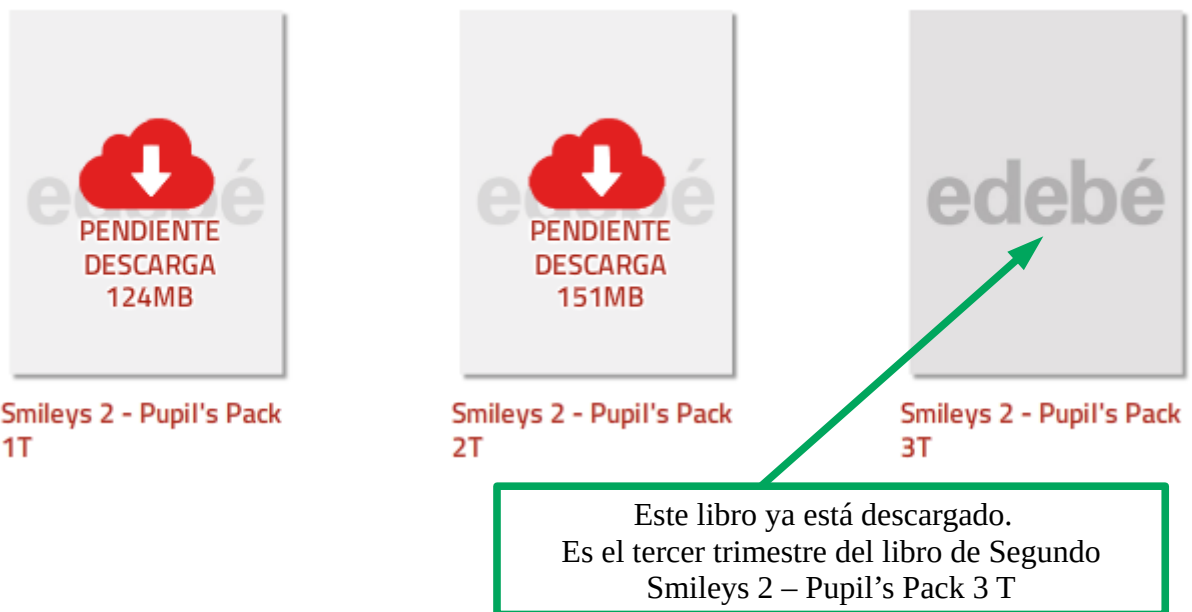 edebé
PENDIENTE
DESCARGA
124MB
Smileys 2 - Pupil's Pack
1T
edebé
PENDIENTE
DESCARGA
151MB
Smileys 2 - Pupil's Pack
2T
edebé
Smileys 2 - Pupil's Pack
3T
Este libro ya está descargado.
Es el tercer trimestre del libro de Segundo
Smileys 2 – Pupil’s Pack 3 T